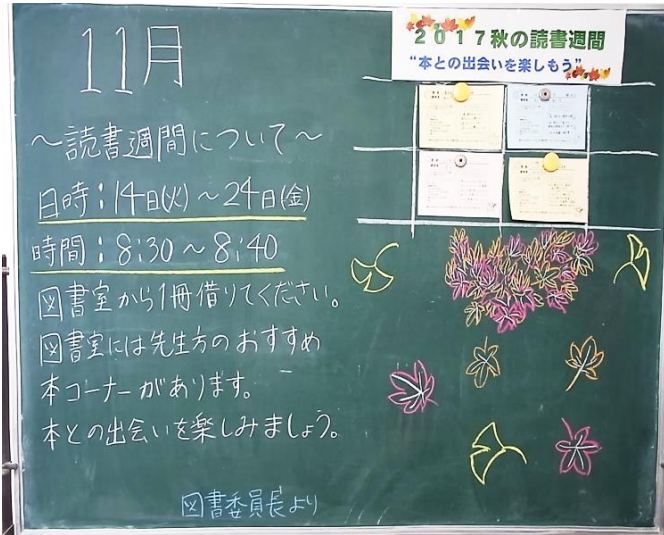 11月
~読書週間について~
日時:14日(火)~24日(金)
時間:8:30~8:40
図書室から1冊借りてください。
図書室には先生方のおすすめ
本コーナーがあります。
本との出会いを楽しみましょう。
図書委員長より
2017秋の読書週間
“本との出会いを楽しもう”